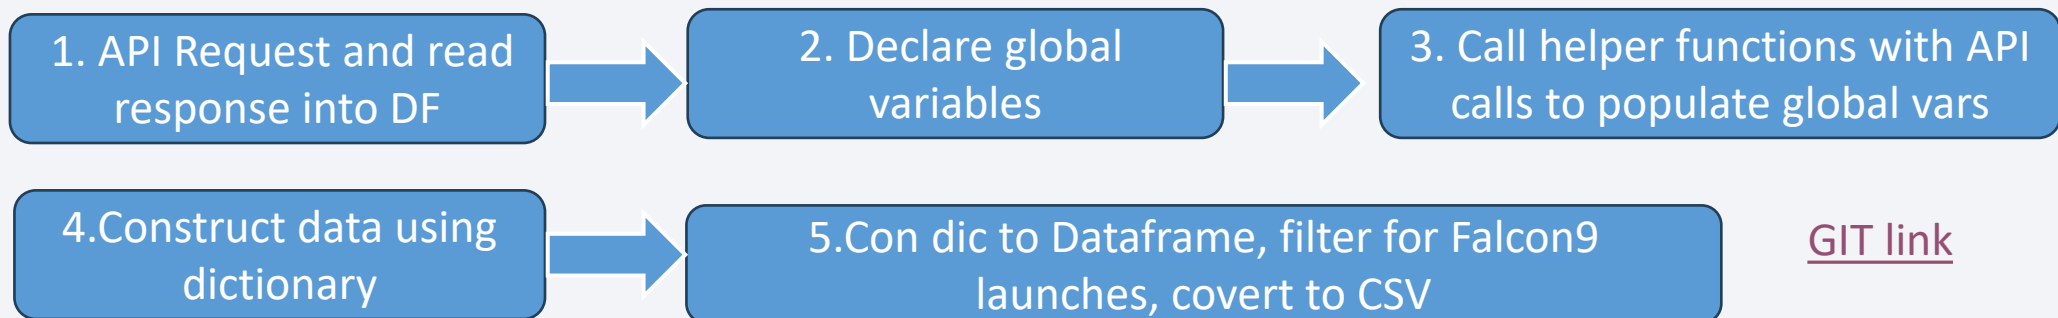 1. API Request and read
response into DF
2. Declare global
variables
3. Call helper functions with API
calls to populate global vars
4.Construct data using
dictionary
5.Con dic to Dataframe, filter for Falcon9
launches, covert to CSV
GIT link